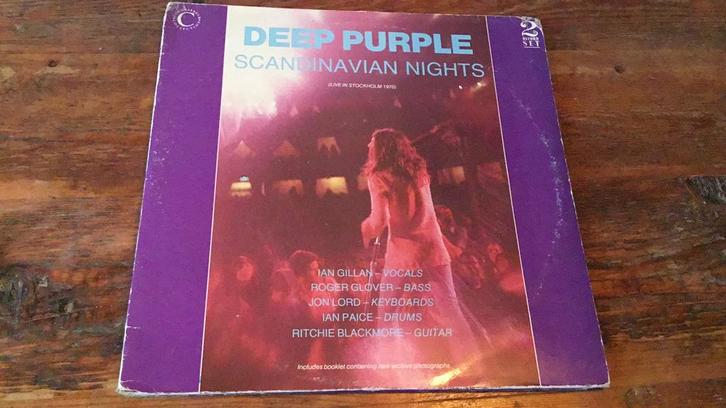 C
2
RECORD
SET
DEEP PURPLE
SCANDINAVIAN NIGHTS
(LIVE IN STOCKHOLM 1970)
IAN GILLAN – VOCALS
ROGER GLOVER – BASS
JON LORD – KEYBOARDS
IAN PAICE – DRUMS
RITCHIE BLACKMORE – GUITAR
Includes booklet containing rare archive photographs.